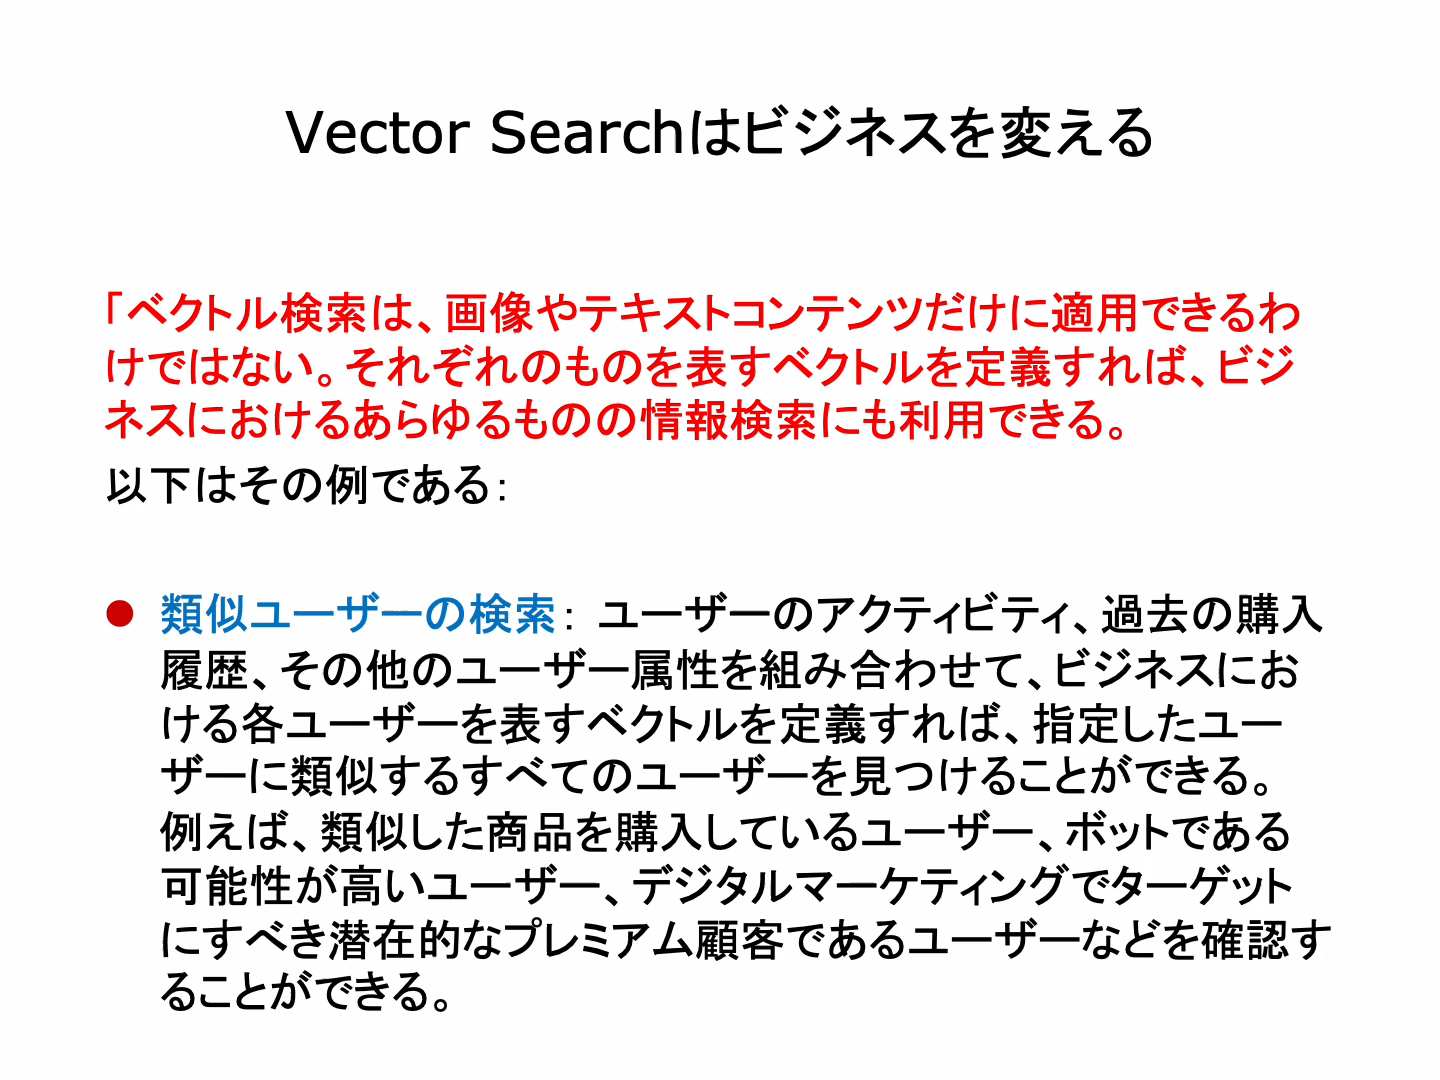 Vector Searchはビジネスを変える
「ベクトル検索は、画像やテキストコンテンツだけに適用できるわ
けではない。それぞれのものを表すベクトルを定義すれば、ビジ
ネスにおけるあらゆるものの情報検索にも利用できる。
以下はその例である：
● 類似ユーザーの検索： ユーザーのアクティビティ、過去の購入
履歴、その他のユーザー属性を組み合わせて、ビジネスにお
ける各ユーザーを表すベクトルを定義すれば、指定したユー
ザーに類似するすべてのユーザーを見つけることができる。
例えば、類似した商品を購入しているユーザー、ボットである
可能性が高いユーザー、デジタルマーケティングでターゲット
にすべき潜在的なプレミアム顧客であるユーザーなどを確認す
ることができる。